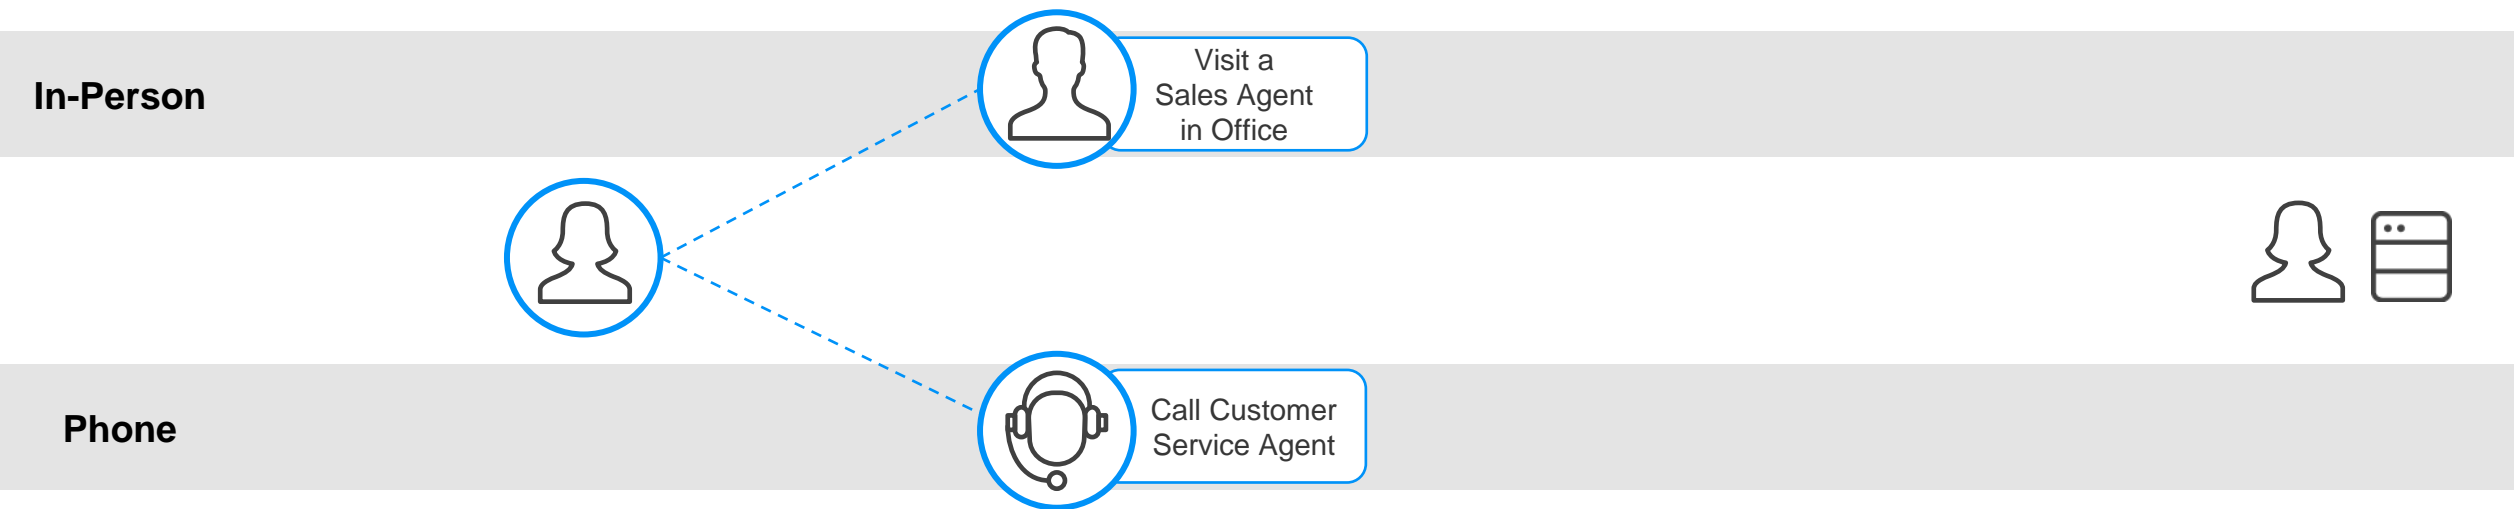 In-Person
Visit a
Sales Agent
in Office
Phone
Call Customer
Service Agent